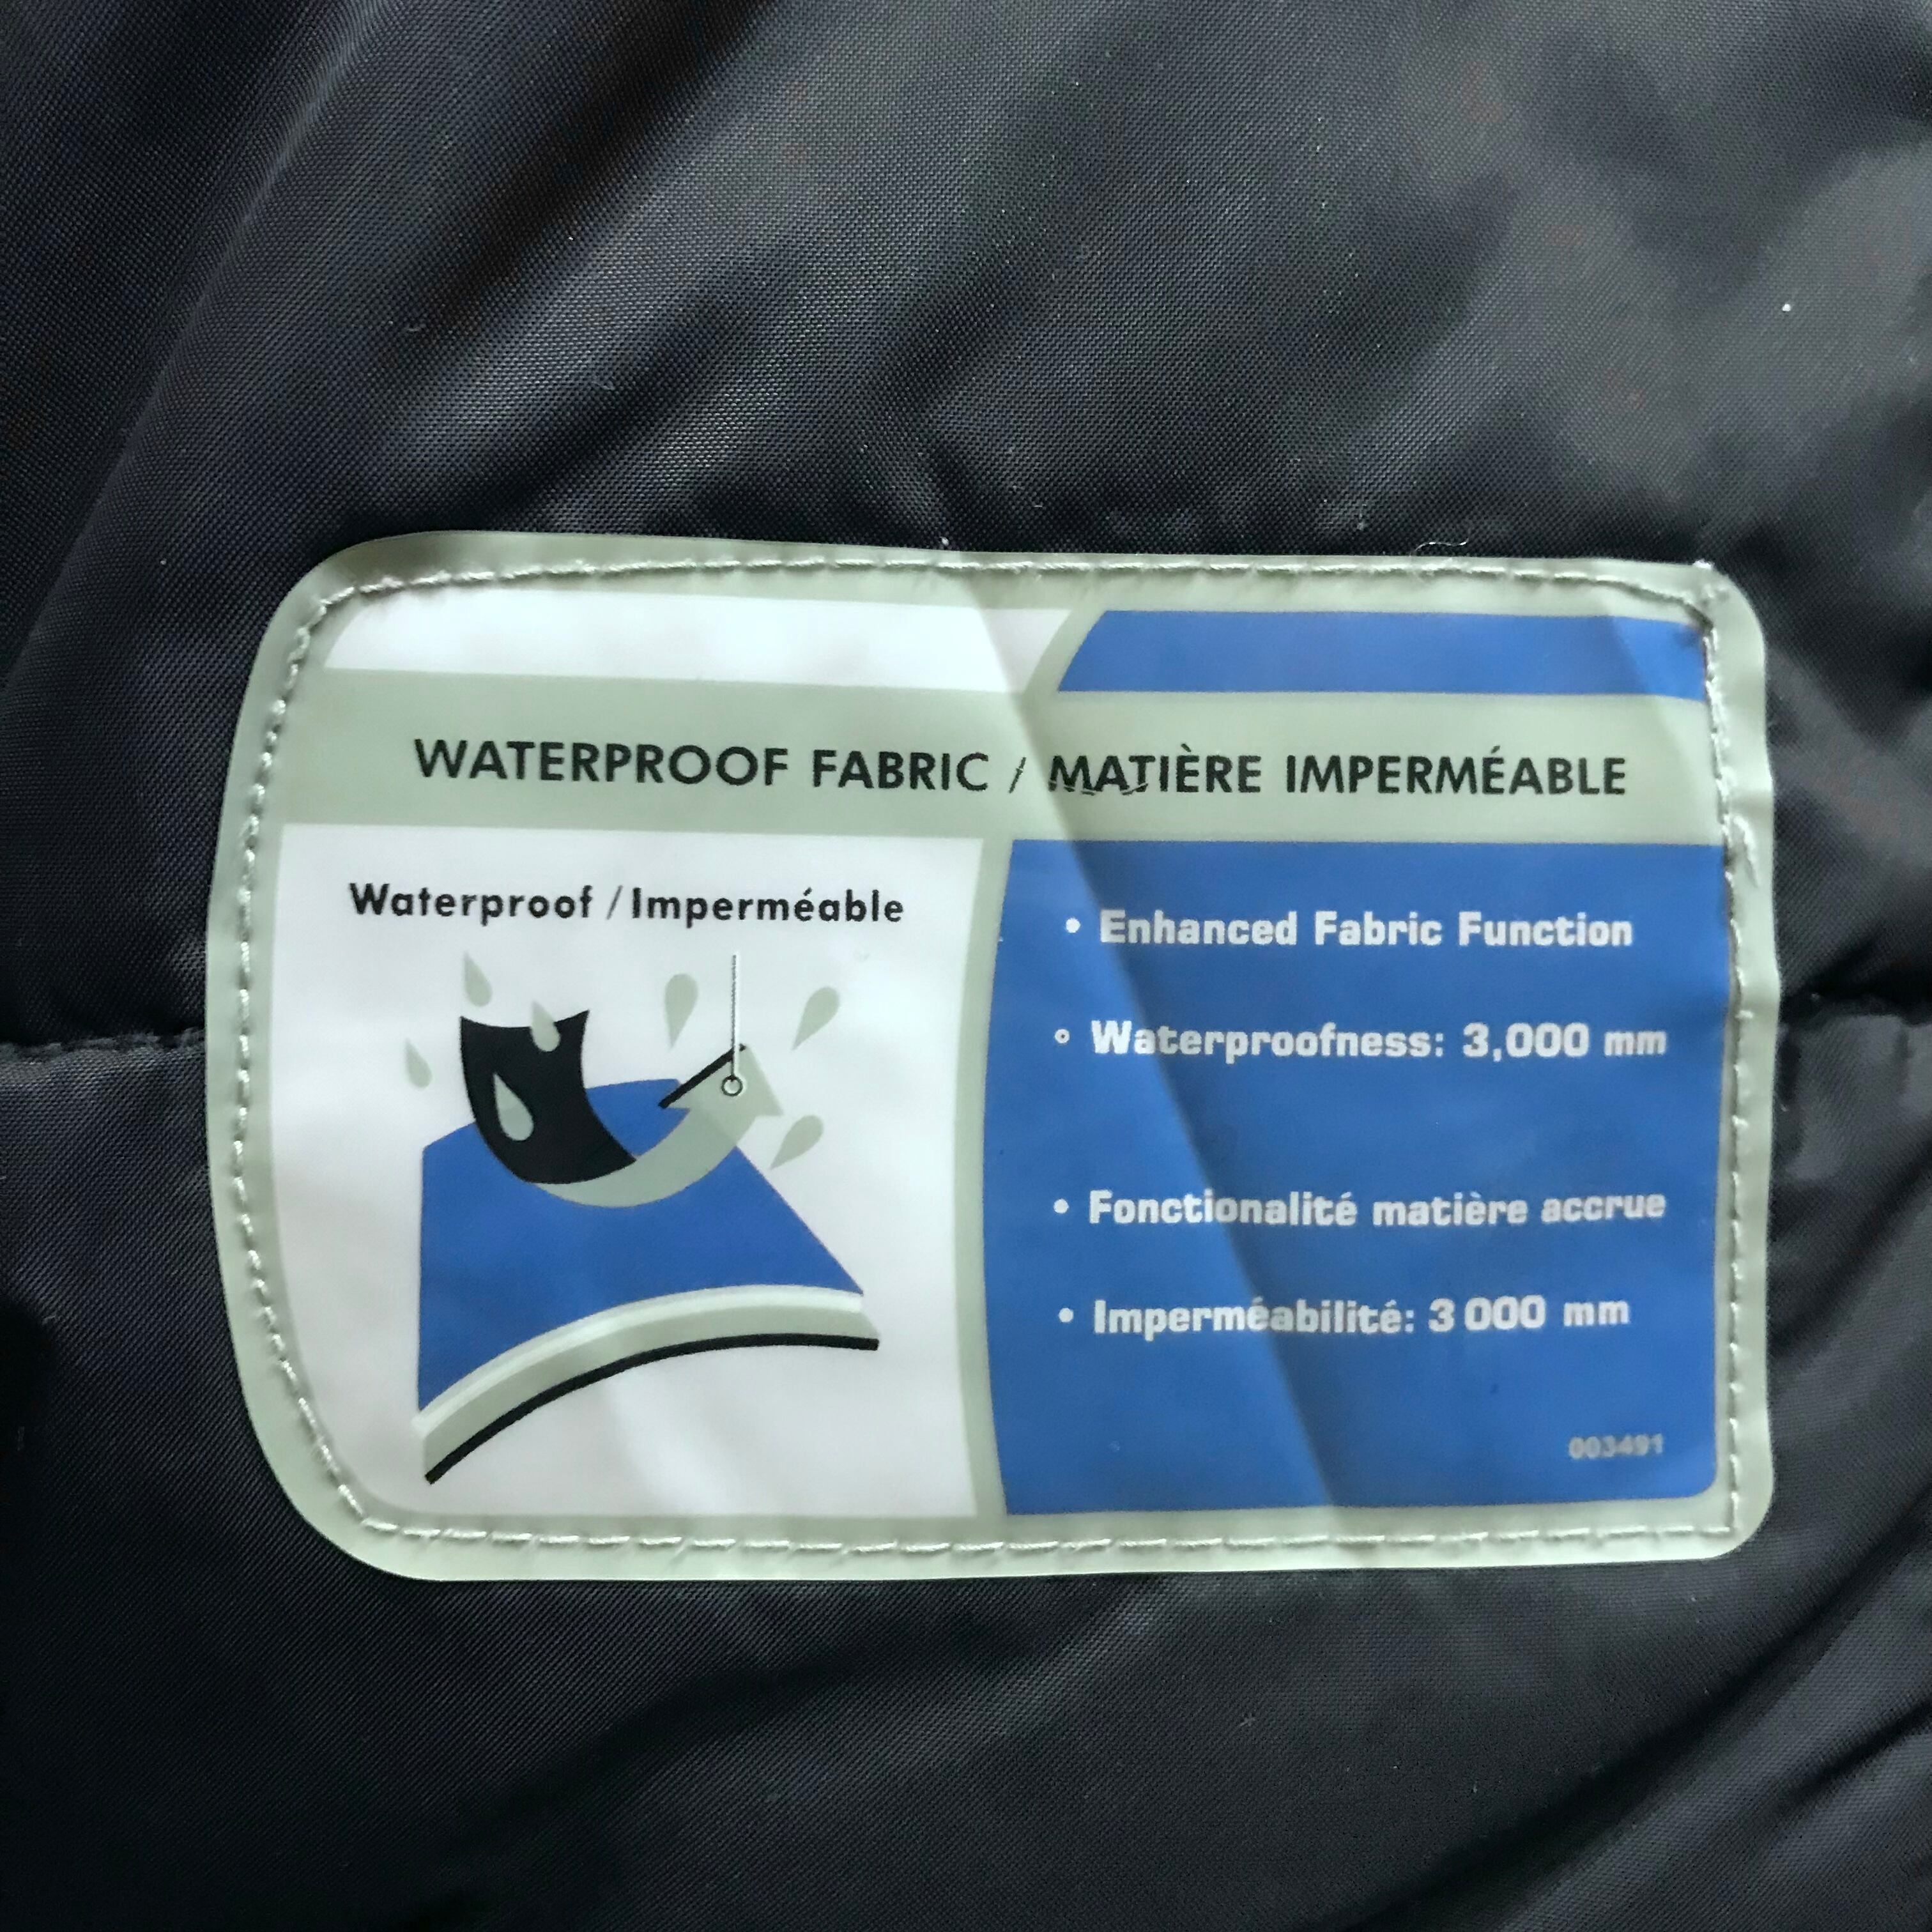 WATERPROOF FABRIC / MATIÈRE IMPERMÉABLE
Waterproof / Imperméable
• Enhanced Fabric Function
• Waterproofness: 3,000 mm
• Fonctionalité matière accrue
• Imperméabilité: 3 000 mm
003491